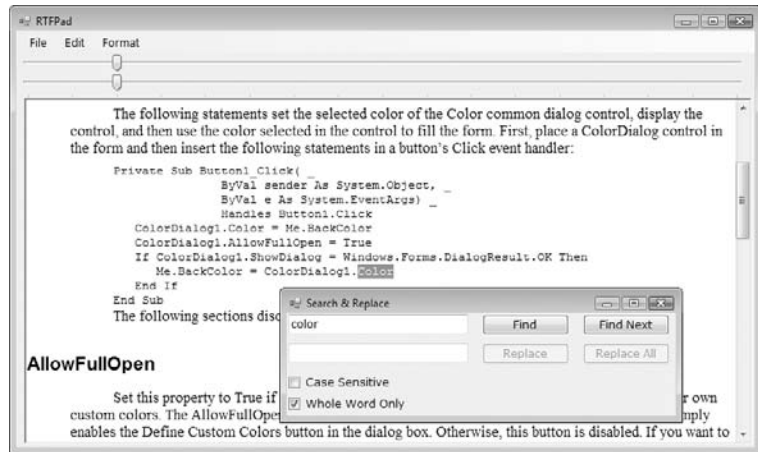 RTFPad
File Edit Format
The following statements set the selected color of the Color common dialog control, display the
control, and then use the color selected in the control to fill the form. First, place a ColorDialog control in
the form and then insert the following statements in a button's Click event handler:
Private Sub Button1_Click( _
ByVal sender As System.Object, _
ByVal e As System.EventArgs) _
Handles Button1.Click
ColorDialog1.Color = Me.BackColor
ColorDialog1.AllowFullOpen = True
If ColorDialog1.ShowDialog = Windows.Forms.DialogResult.OK Then
Me.BackColor = ColorDialog1.Color
End If
End Sub
The following sections disc
Search & Replace
color Find Find Next
Replace Replace All
Case Sensitive
Whole Word Only
AllowFullOpen
Set this property to True if r own
custom colors. The AllowFullOper mply
enables the Define Custom Colors button in the dialog box. Otherwise, this button is disabled. If you want to